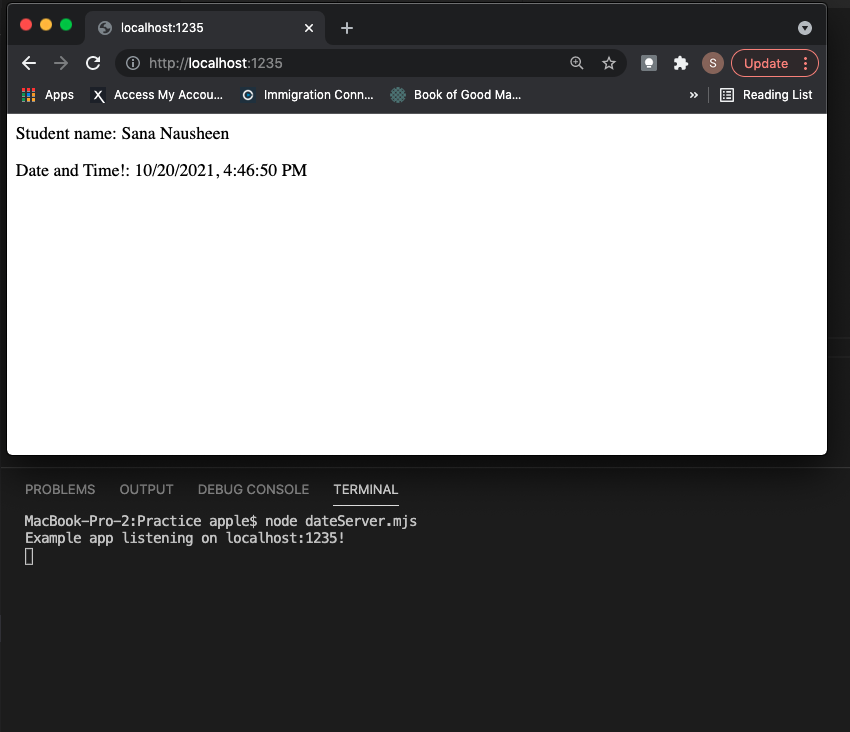 localhost:1235
http://localhost:1235
S
Update
Apps
Access My Accou...
Immigration Conn...
Book of Good Ma...
»
Reading List
Student name: Sana Nausheen
Date and Time!: 10/20/2021, 4:46:50 PM
PROBLEMS OUTPUT DEBUG CONSOLE TERMINAL
MacBook-Pro-2:Practice apple$ node dateServer.mjs
Example app listening on localhost:1235!